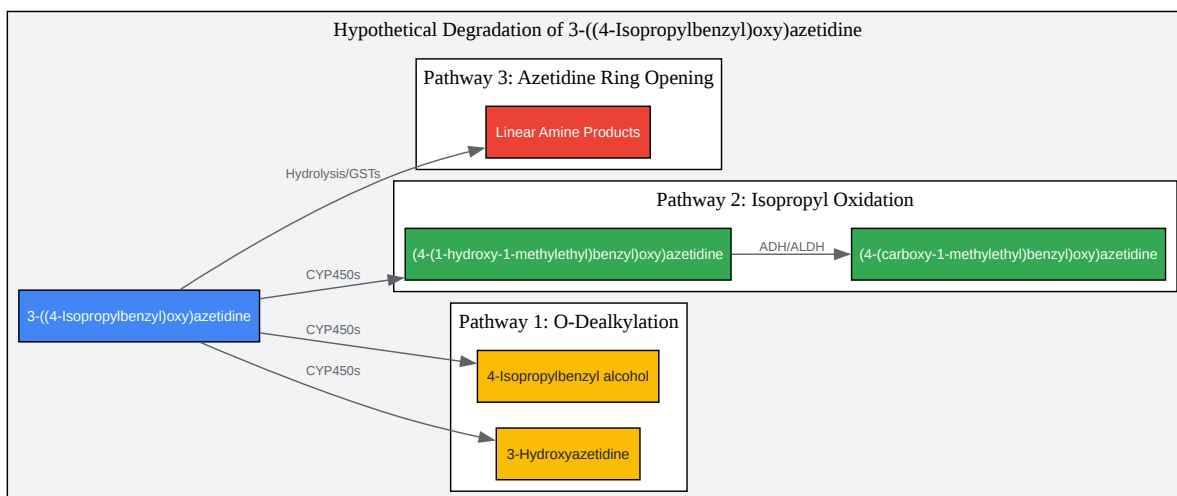 Hypothetical Degradation of 3-((4-Isopropylbenzyl)oxy)azetidine
Pathway 3: Azetidine Ring Opening
Linear Amine Products
Hydrolysis/GSTs
Pathway 2: Isopropyl Oxidation
(4-(1-hydroxy-1-methylethyl)benzyl)oxy)azetidine
ADH/ALDH
(4-(carboxy-1-methylethyl)benzyl)oxy)azetidine
CYP450s
3-((4-Isopropylbenzyl)oxy)azetidine
Pathway 1: O-Dealkylation
CYP450s
4-Isopropylbenzyl alcohol
CYP450s
3-Hydroxyazetidine